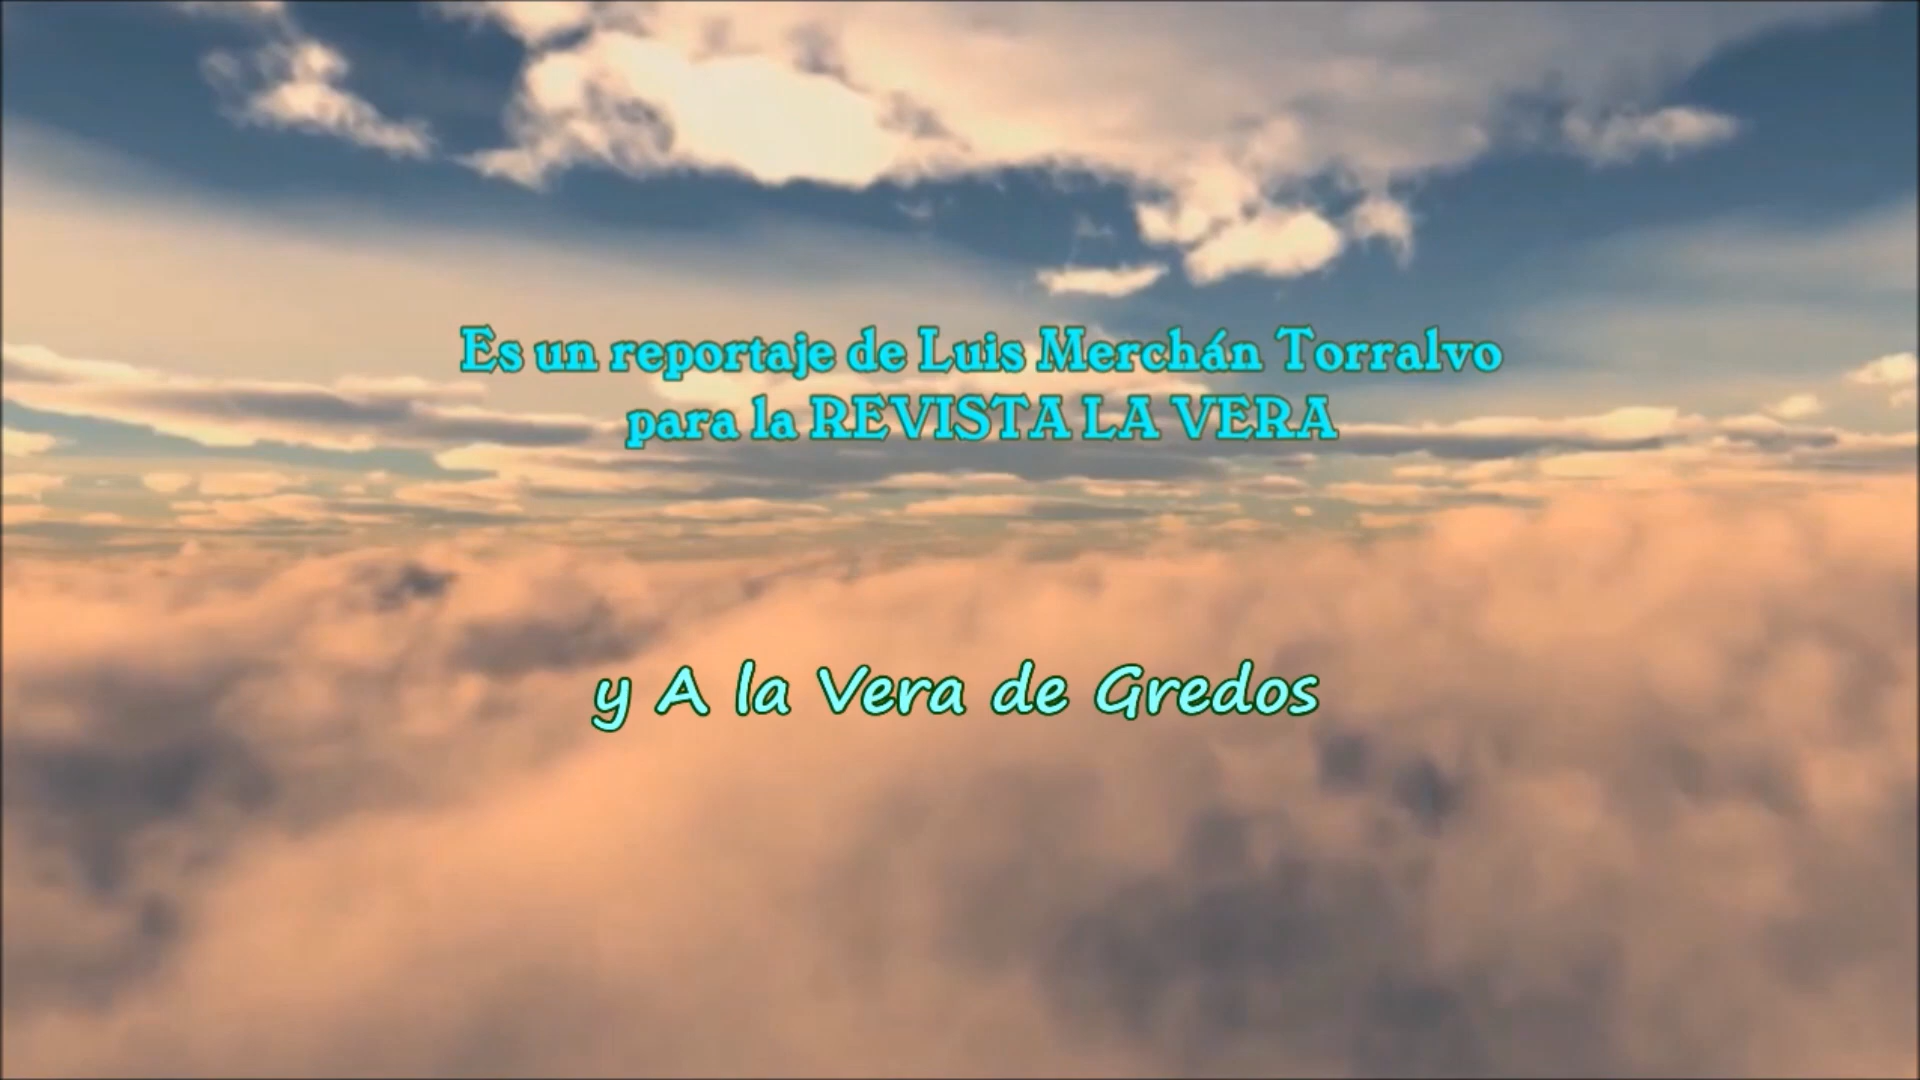 Es un reportaje de Luis Merchán Torralvo
para la REVISTA LA VERA
y A la Vera de Gredos